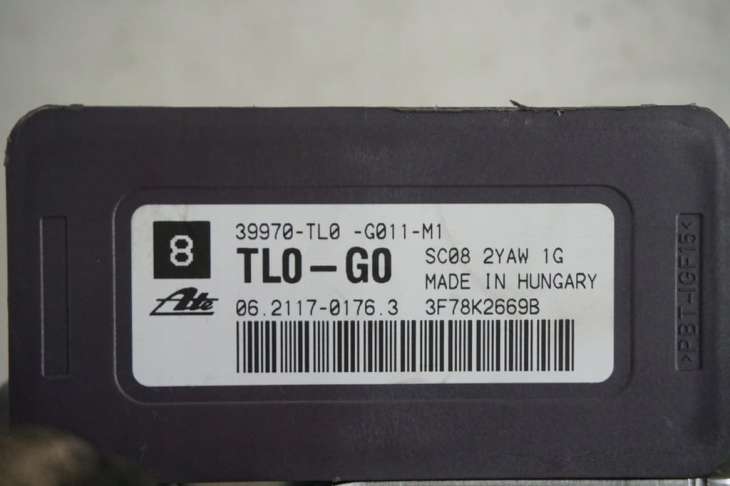 39970-TL0 -G011-M1
8
TL0-G0
SC08 2YAW 1G
MADE IN HUNGARY
Ate
06.2117-0176.3
3F78K2669B
>PBT-IGF15<